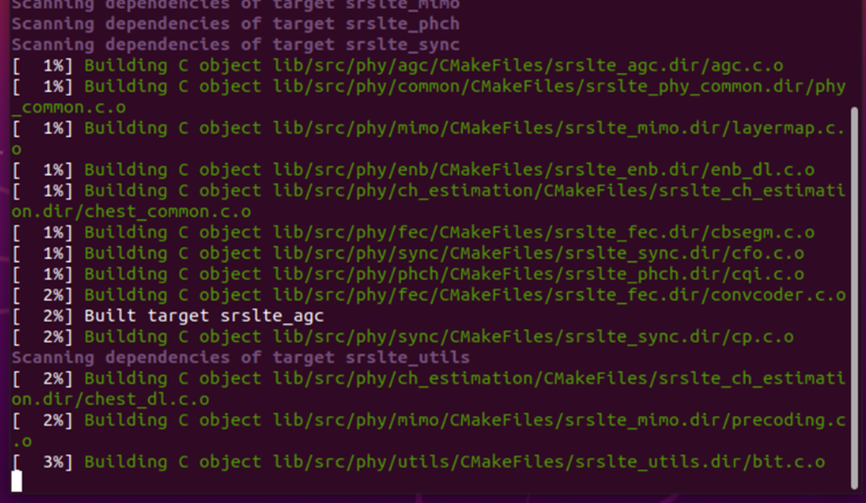 Scanning dependencies of target srslte_mimo
Scanning dependencies of target srslte_phch
Scanning dependencies of target srslte_sync
[  1%] Building C object lib/src/phy/agc/CMakeFiles/srslte_agc.dir/agc.c.o
[  1%] Building C object lib/src/phy/common/CMakeFiles/srslte_phy_common.dir/phy
_common.c.o
[  1%] Building C object lib/src/phy/mimo/CMakeFiles/srslte_mimo.dir/layermap.c.
o
[  1%] Building C object lib/src/phy/enb/CMakeFiles/srslte_enb.dir/enb_dl.c.o
[  1%] Building C object lib/src/phy/ch_estimation/CMakeFiles/srslte_ch_estimati
on.dir/chest_common.c.o
[  1%] Building C object lib/src/phy/fec/CMakeFiles/srslte_fec.dir/cbsegm.c.o
[  1%] Building C object lib/src/phy/sync/CMakeFiles/srslte_sync.dir/cfo.c.o
[  1%] Building C object lib/src/phy/phch/CMakeFiles/srslte_phch.dir/cqi.c.o
[  2%] Building C object lib/src/phy/fec/CMakeFiles/srslte_fec.dir/convcoder.c.o
[  2%] Built target srslte_agc
[  2%] Building C object lib/src/phy/sync/CMakeFiles/srslte_sync.dir/cp.c.o
Scanning dependencies of target srslte_utils
[  2%] Building C object lib/src/phy/ch_estimation/CMakeFiles/srslte_ch_estimati
on.dir/chest_dl.c.o
[  2%] Building C object lib/src/phy/mimo/CMakeFiles/srslte_mimo.dir/precoding.c
.o
[  3%] Building C object lib/src/phy/utils/CMakeFiles/srslte_utils.dir/bit.c.o